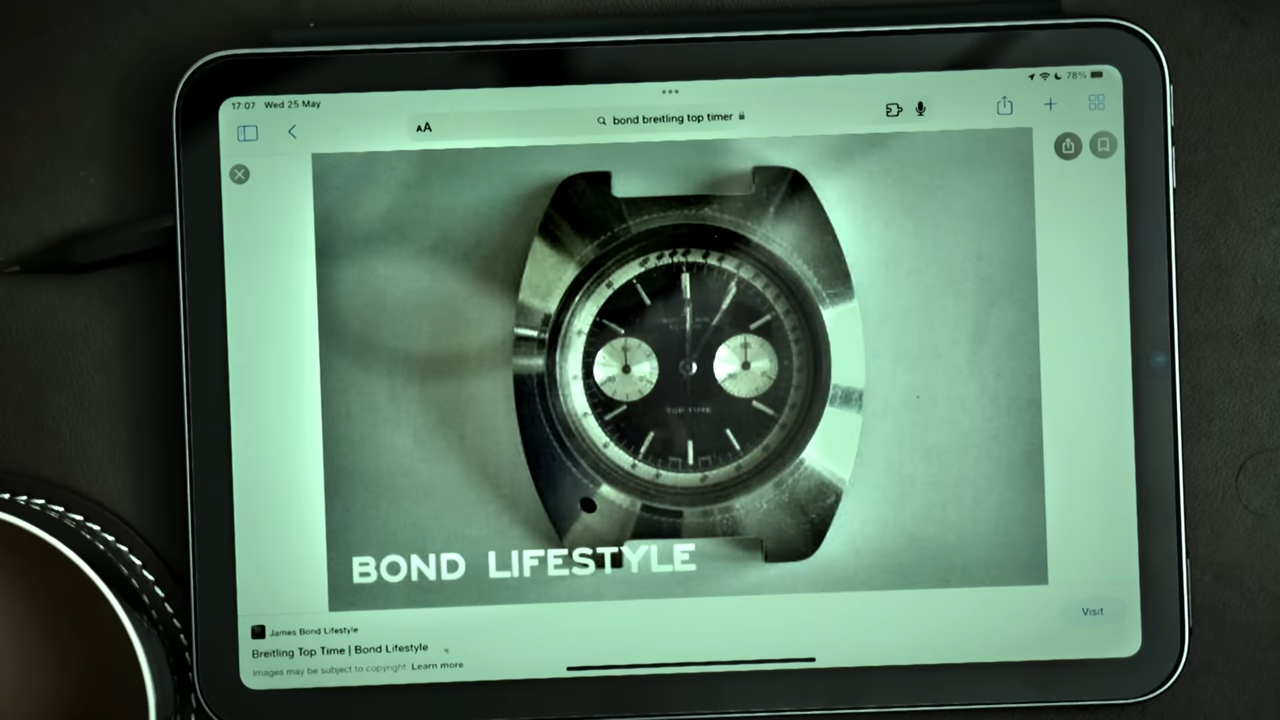 17:07 Wed 25 May
78%
AA
bond breitling top timer
TOP TIME
BOND LIFESTYLE
James Bond Lifestyle
Breitling Top Time | Bond Lifestyle
Images may be subject to copyright Learn more
Visit